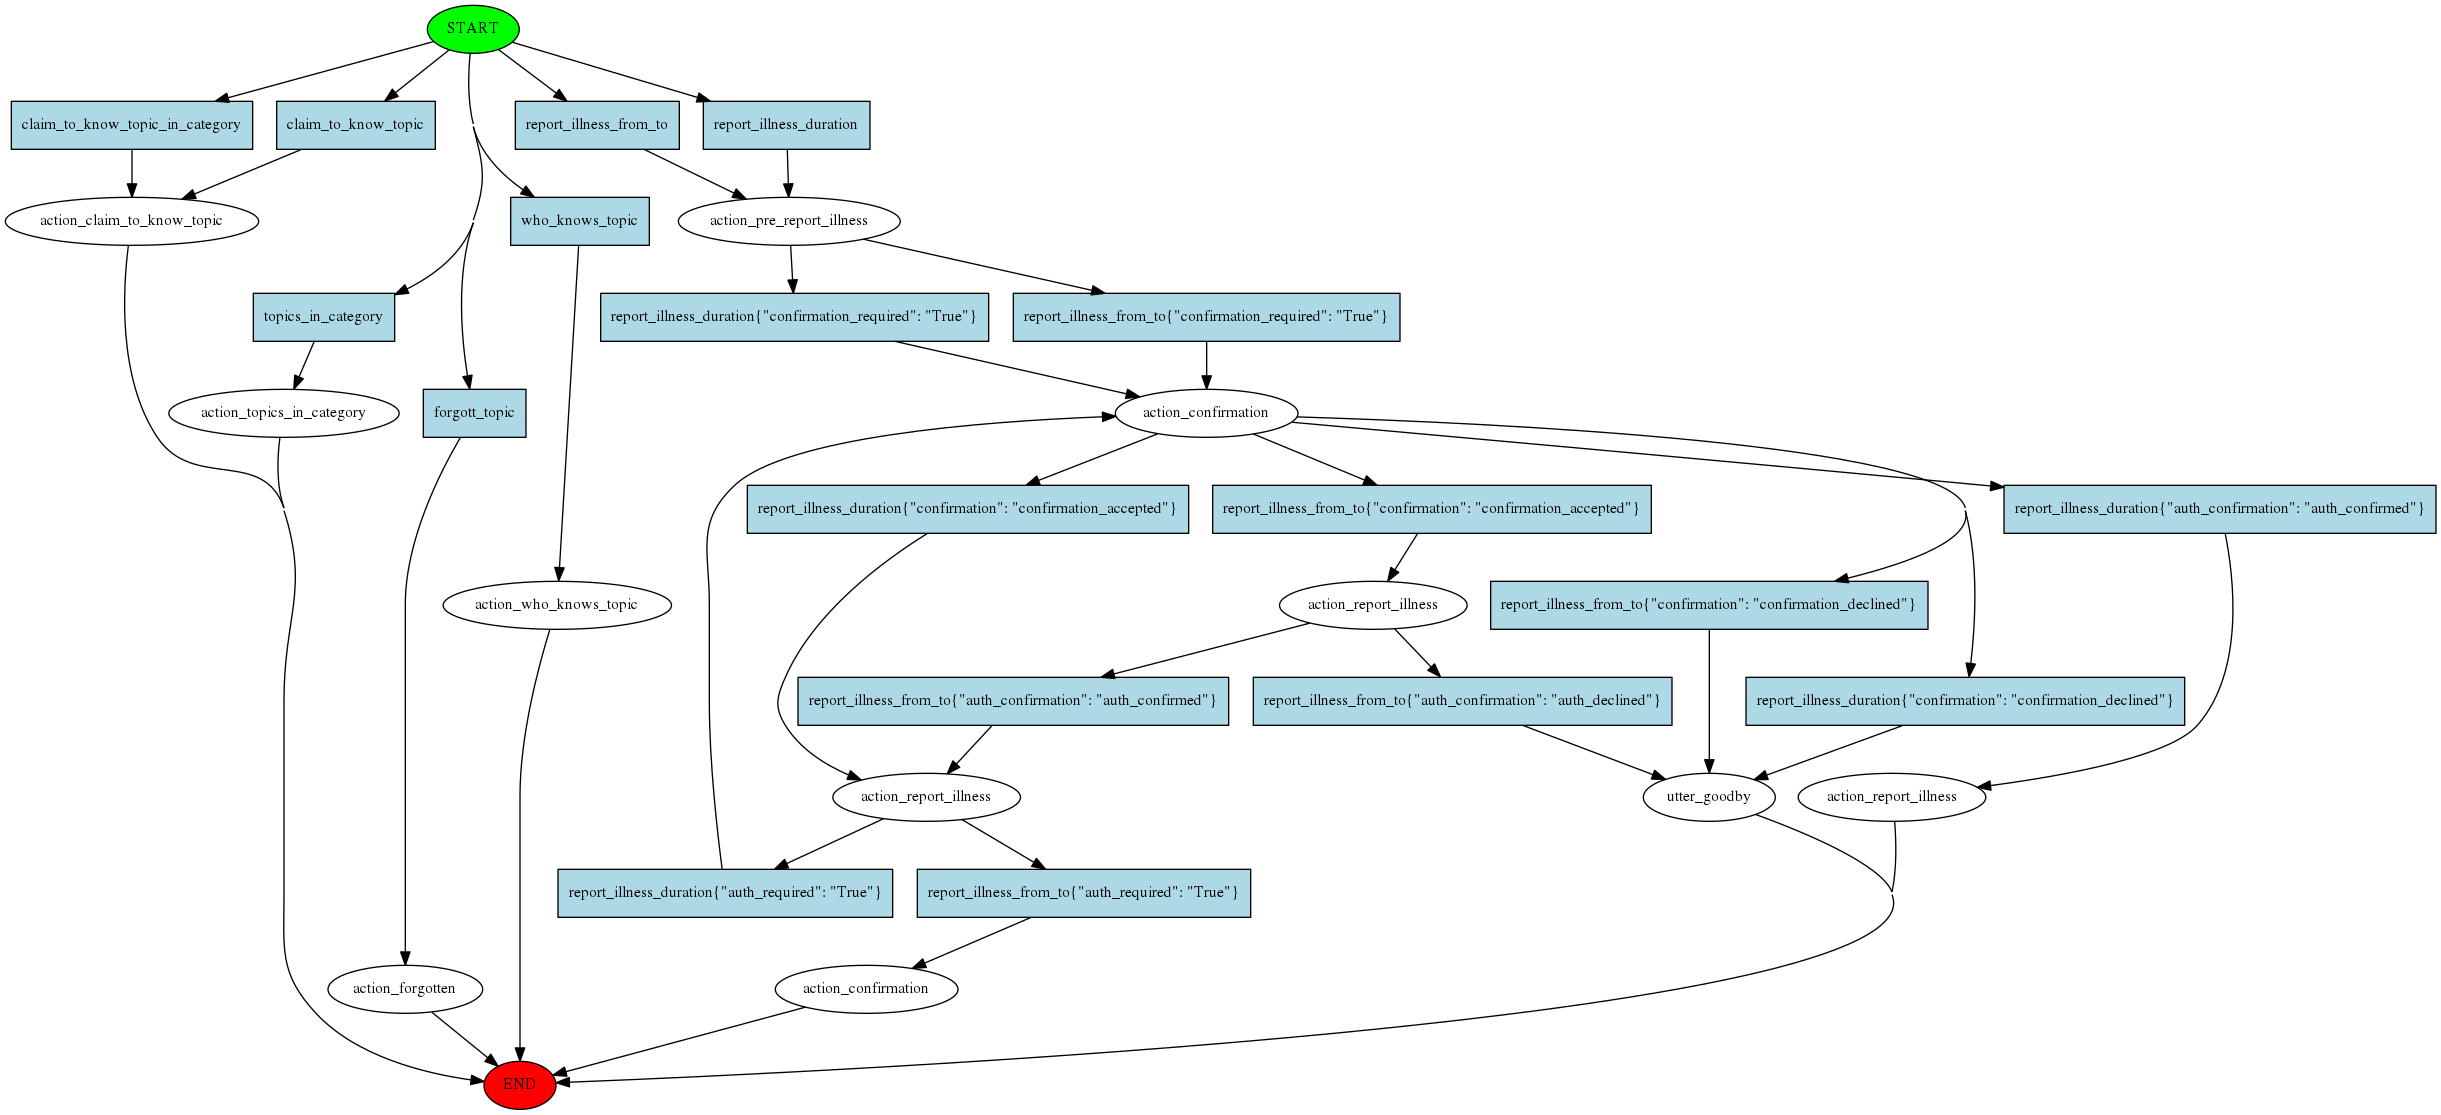 START
claim_to_know_topic_in_category
claim_to_know_topic
report_illness_from_to
report_illness_duration
action_claim_to_know_topic
who_knows_topic
action_pre_report_illness
topics_in_category
report_illness_duration{"confirmation_required": "True"}
report_illness_from_to{"confirmation_required": "True"}
action_topics_in_category
forgott_topic
action_confirmation
report_illness_duration{"confirmation": "confirmation_accepted"}
report_illness_from_to{"confirmation": "confirmation_accepted"}
report_illness_duration{"auth_confirmation": "auth_confirmed"}
action_who_knows_topic
action_report_illness
report_illness_from_to{"confirmation": "confirmation_declined"}
report_illness_from_to{"auth_confirmation": "auth_confirmed"}
report_illness_from_to{"auth_confirmation": "auth_declined"}
report_illness_duration{"confirmation": "confirmation_declined"}
action_report_illness
utter_goodby
action_report_illness
report_illness_duration{"auth_required": "True"}
report_illness_from_to{"auth_required": "True"}
action_forgotten
action_confirmation
END